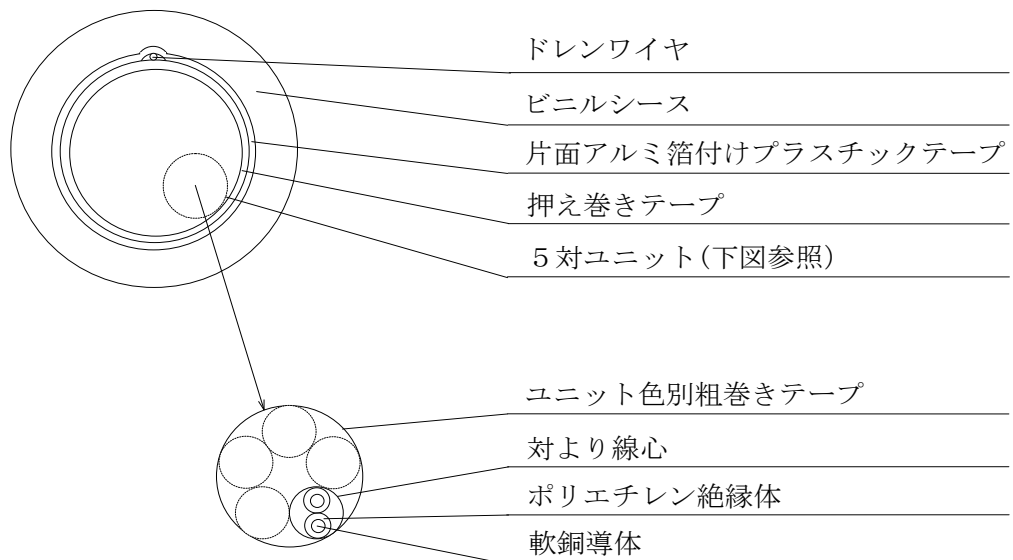 ドレンワイヤ
ビニルシース
片面アルミ箔付けプラスチックテープ
押え巻きテープ
５対ユニット(下図参照)
ユニット色別粗巻きテープ
対より線心
ポリエチレン絶縁体
軟銅導体